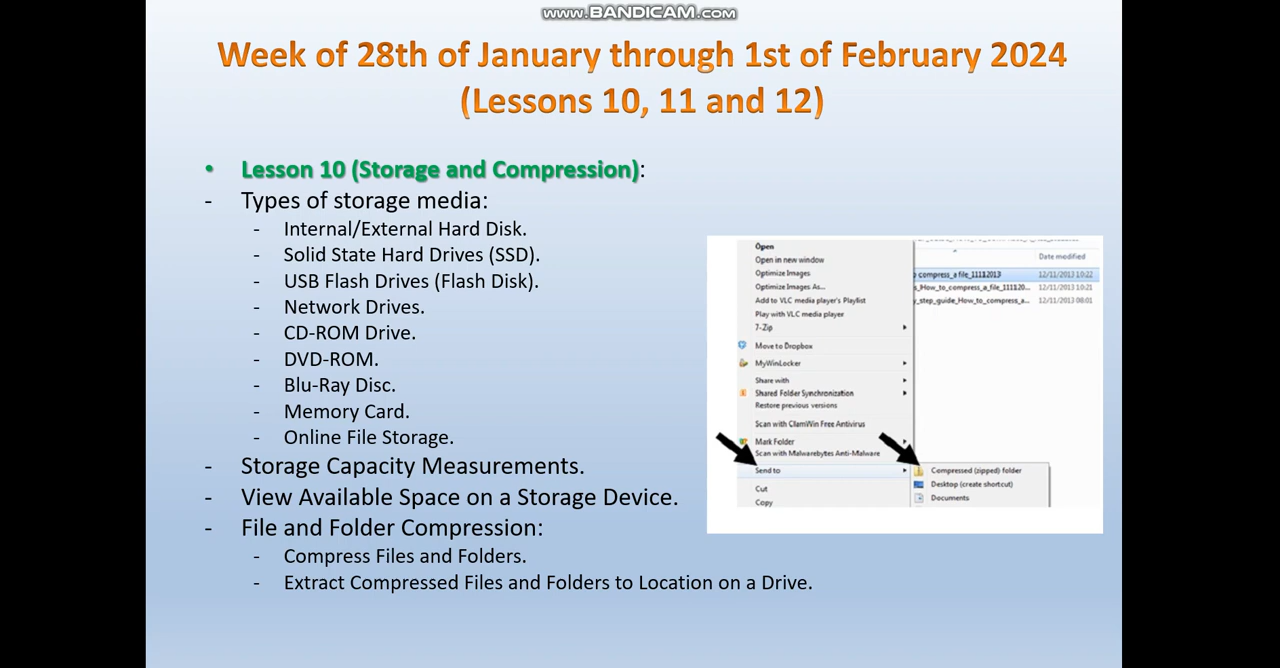 www.BANDICAM.com
Week of 28th of January through 1st of February 2024
(Lessons 10, 11 and 12)
• Lesson 10 (Storage and Compression):
- Types of storage media:
- Internal/External Hard Disk.
- Solid State Hard Drives (SSD).
- USB Flash Drives (Flash Disk).
- Network Drives.
- CD-ROM Drive.
- DVD-ROM.
- Blu-Ray Disc.
- Memory Card.
- Online File Storage.
- Storage Capacity Measurements.
- View Available Space on a Storage Device.
- File and Folder Compression:
- Compress Files and Folders.
- Extract Compressed Files and Folders to Location on a Drive.
Open
Open in new window
Optimize Images
Optimize Images As...
Add to VLC media player's Playlist
Play with VLC media player
7-Zip
Move to Dropbox
MyWinLocker
Share with
Shared Folder Synchronization
Restore previous versions
Scan with ClamWin Free Antivirus
Mark Folder
Scan with Malwarebytes Anti-Malware
Send to
Cut
Copy
Date modified
compress_a file_11112013 12/11/2013 10:22
s_How_to_compress_a_file_111120... 12/11/2013 10:21
y_step_guide_How_to_compress_a... 12/11/2013 08:01
Compressed (zipped) folder
Desktop (create shortcut)
Documents